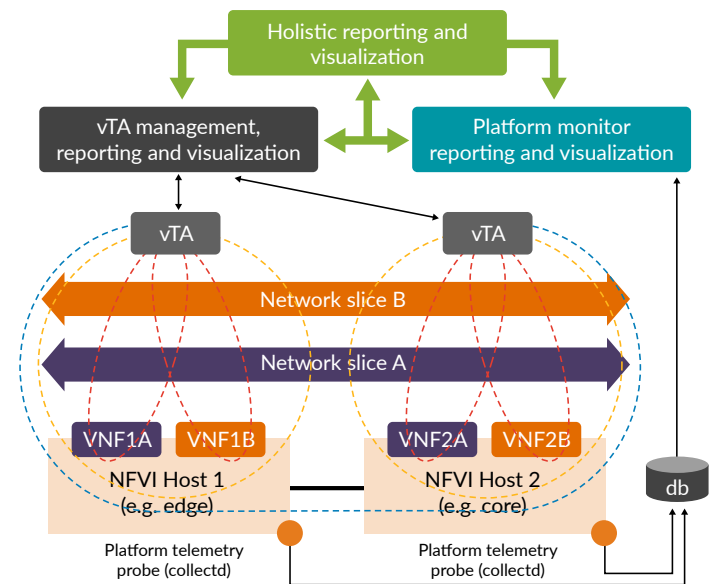 Holistic reporting and
visualization
vTA management,
reporting and visualization
Platform monitor
reporting and visualization
vTA
vTA
Network slice B
Network slice A
VNF1A
VNF1B
VNF2A
VNF2B
NFVI Host 1
(e.g. edge)
NFVI Host 2
(e.g. core)
db
Platform telemetry
probe (collectd)
Platform telemetry
probe (collectd)